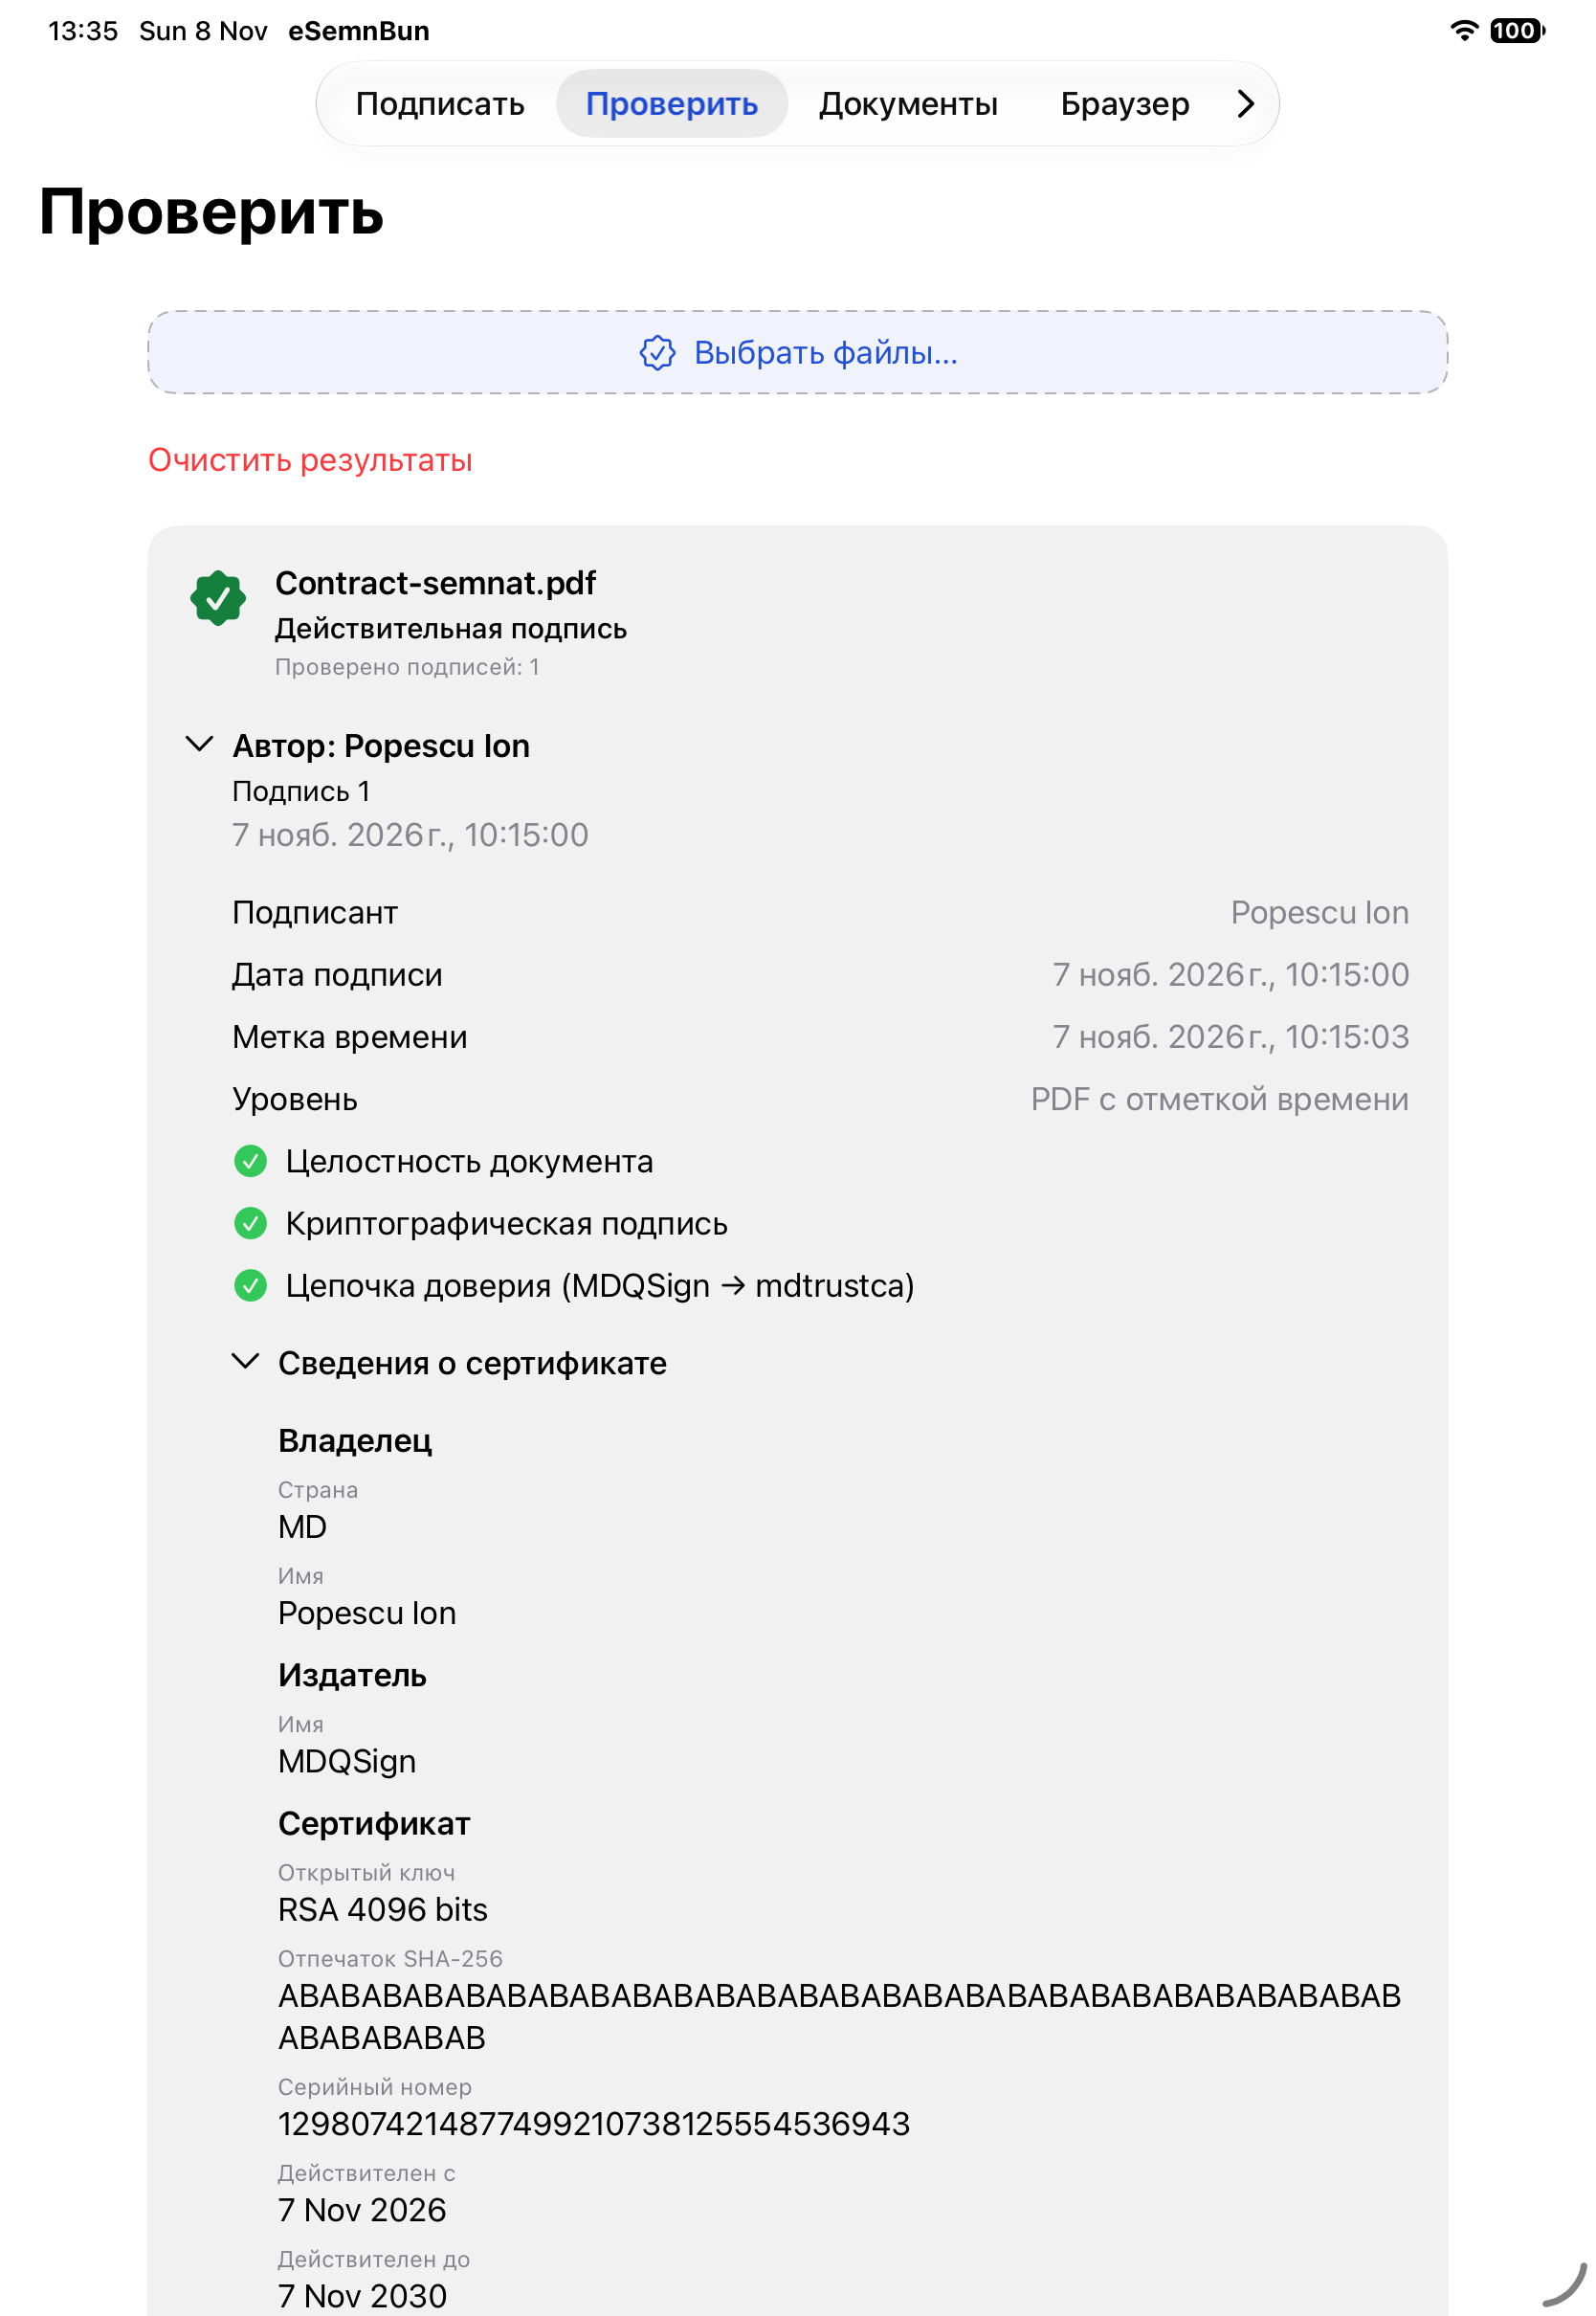 13:35 Sun 8 Nov eSemnBun
100
Подписать Проверить Документы Браузер
Проверить
Выбрать файлы...
Очистить результаты
Contract-semnat.pdf
Действительная подпись
Проверено подписей: 1
Автор: Popescu Ion
Подпись 1
7 нояб. 2026 г., 10:15:00
Подписант Popescu Ion
Дата подписи 7 нояб. 2026 г., 10:15:00
Метка времени 7 нояб. 2026 г., 10:15:03
Уровень PDF с отметкой времени
Целостность документа
Криптографическая подпись
Цепочка доверия (MDQSign → mdtrustca)
Сведения о сертификате
Владелец
Страна
MD
Имя
Popescu Ion
Издатель
Имя
MDQSign
Сертификат
Открытый ключ
RSA 4096 bits
Отпечаток SHA-256
ABABABABABABABABABABABABABABABABABABABABABABABABABABAB
ABABABABAB
Серийный номер
129807421487749921073812555453 6943
Действителен с
7 Nov 2026
Действителен до
7 Nov 2030